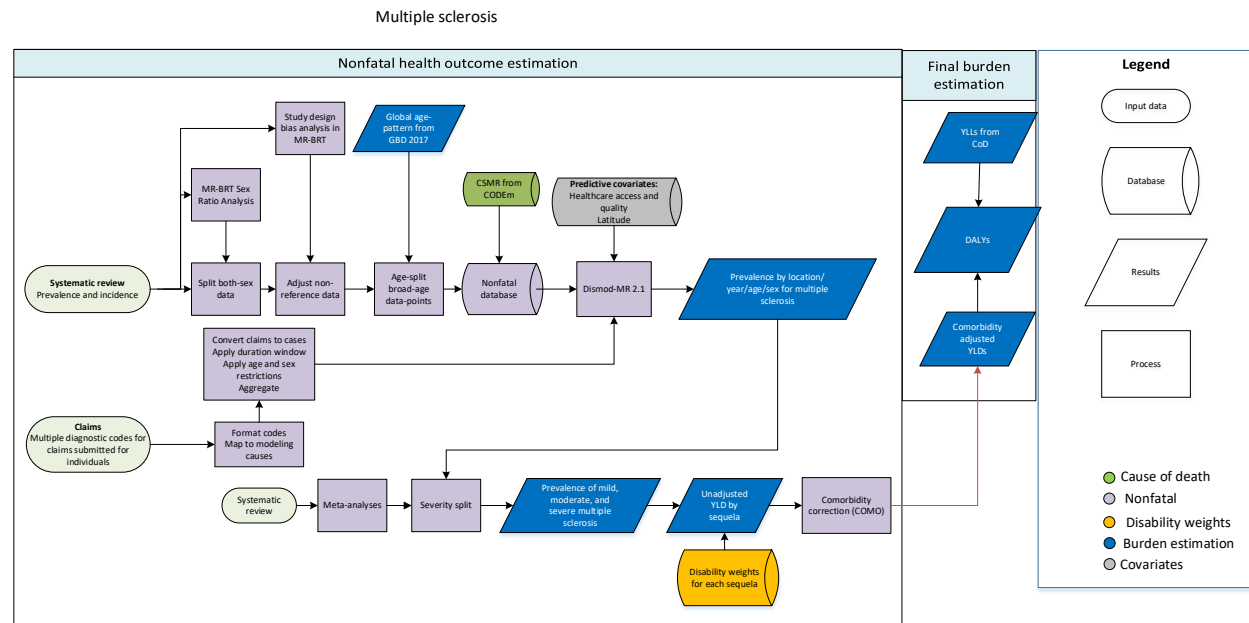 Multiple sclerosis
Nonfatal health outcome estimation
Final burden
estimation
Legend
Study design
bias analysis in
MR-BRT
Global age-
pattern from
GBD 2017
MR-BRT Sex
Ratio Analysis
CSMR from
CODEm
Predictive covariates:
Healthcare access and
quality
Latitude
Systematic review
Prevalence and incidence
Split both-sex
data
Adjust non-
reference data
Age-split
broad-age
data-points
Nonfatal
database
Dismod-MR 2.1
Prevalence by location/
year/age/sex for multiple
sclerosis
Convert claims to cases
Apply duration window
Apply age and sex
restrictions
Aggregate
Claims
Multiple diagnostic codes for
claims submitted for
individuals
Format codes
Map to modeling
causes
Systematic
review
Meta-analyses
Severity split
Prevalence of mild,
moderate, and
severe multiple
sclerosis
Unadjusted
YLD by
sequela
Comorbidity
correction (COMO)
Disability weights
for each sequela
YLLs from
CoD
DALYs
Comorbidity
adjusted
YLDs
Input data
Database
Results
Process
Cause of death
Nonfatal
Disability weights
Burden estimation
Covariates